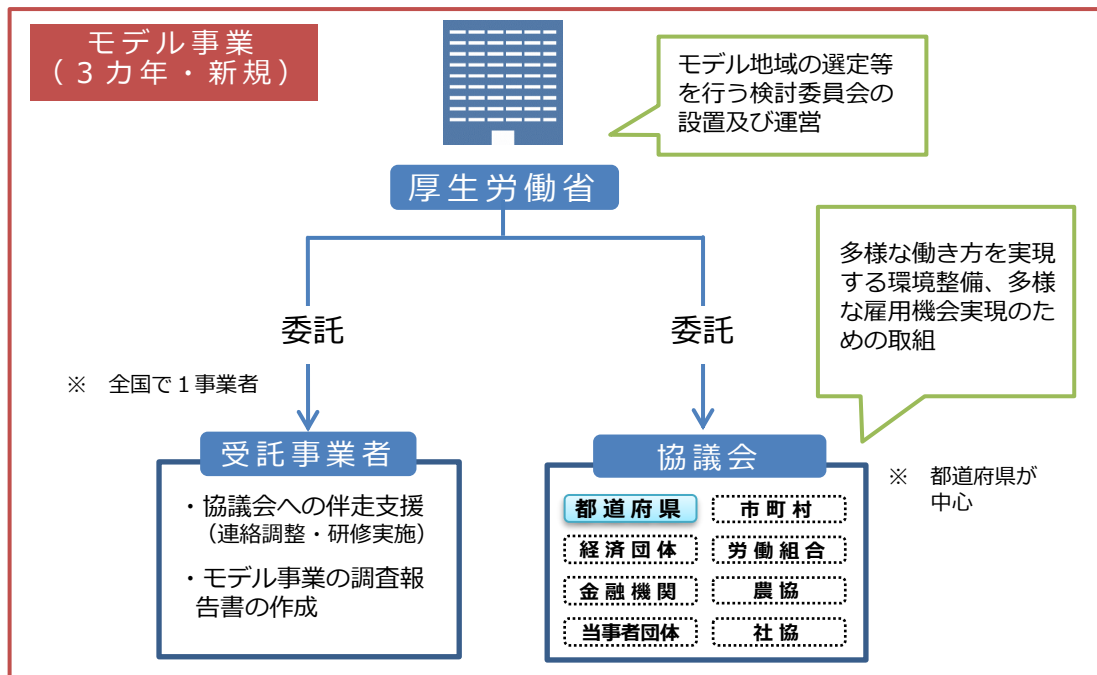 モデル事業
（３カ年・新規）
モデル地域の選定等
を行う検討委員会の
設置及び運営
厚生労働省
多様な働き方を実現
する環境整備、多様
な雇用機会実現のた
めの取組
委託
委託
※　全国で１事業者
受託事業者
・協議会への伴走支援
（連絡調整・研修実施）
・モデル事業の調査報
告書の作成
協議会
※　都道府県が
中心
都道府県
市町村
経済団体
労働組合
金融機関
農協
当事者団体
社協